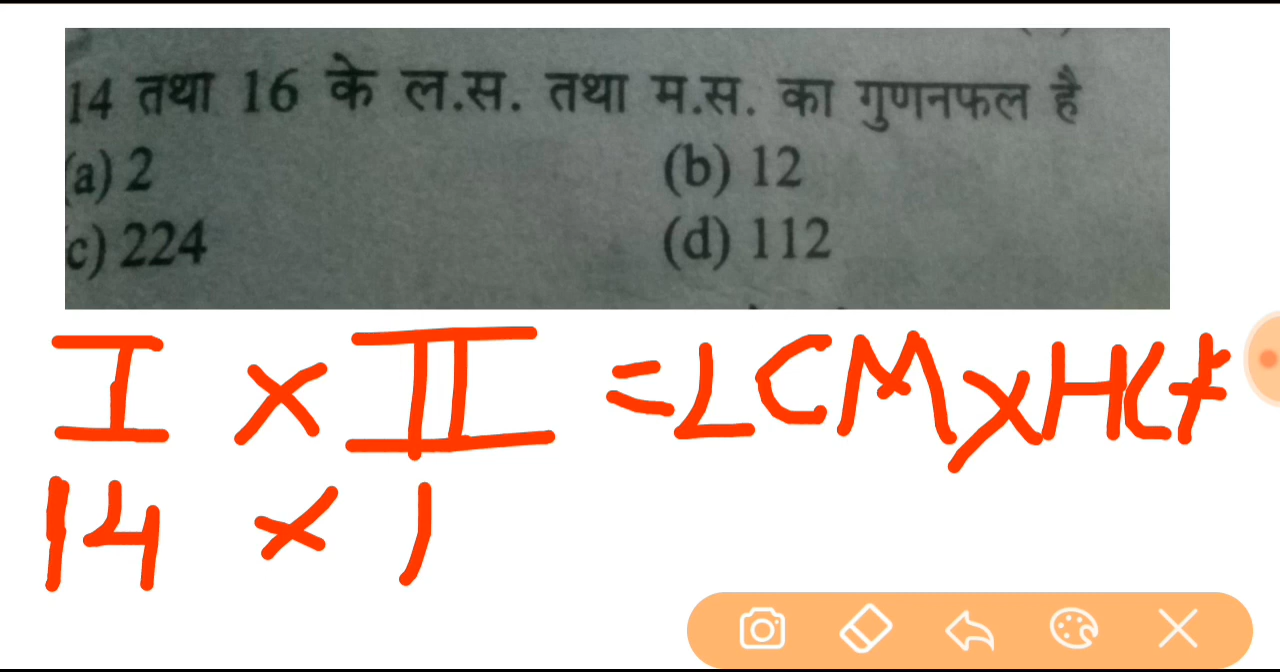 14 तथा 16 के ल.स. तथा म.स. का गुणनफल है
(a) 2 (b) 12
(c) 224 (d) 112
I × II = LCM × HCF
14 × 1